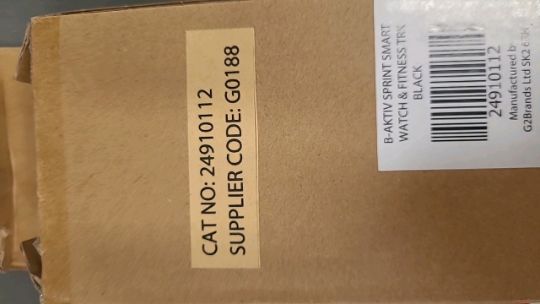 CAT NO: 24910112
SUPPLIER CODE: G0188
B-AKTIV SPRINT SMART
WATCH & FITNESS TRK
BLACK
24910112
Manufactured b
G2Brands Ltd SK2